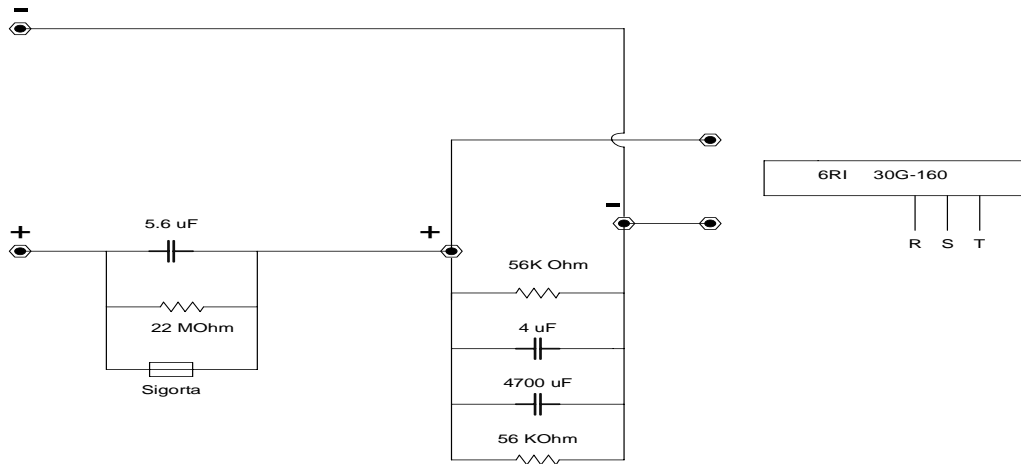 -
6RI 30G-160
R S T
5.6 uF
+
+
-
22 MOhm
Sigorta
56K Ohm
4 uF
4700 uF
56 KOhm